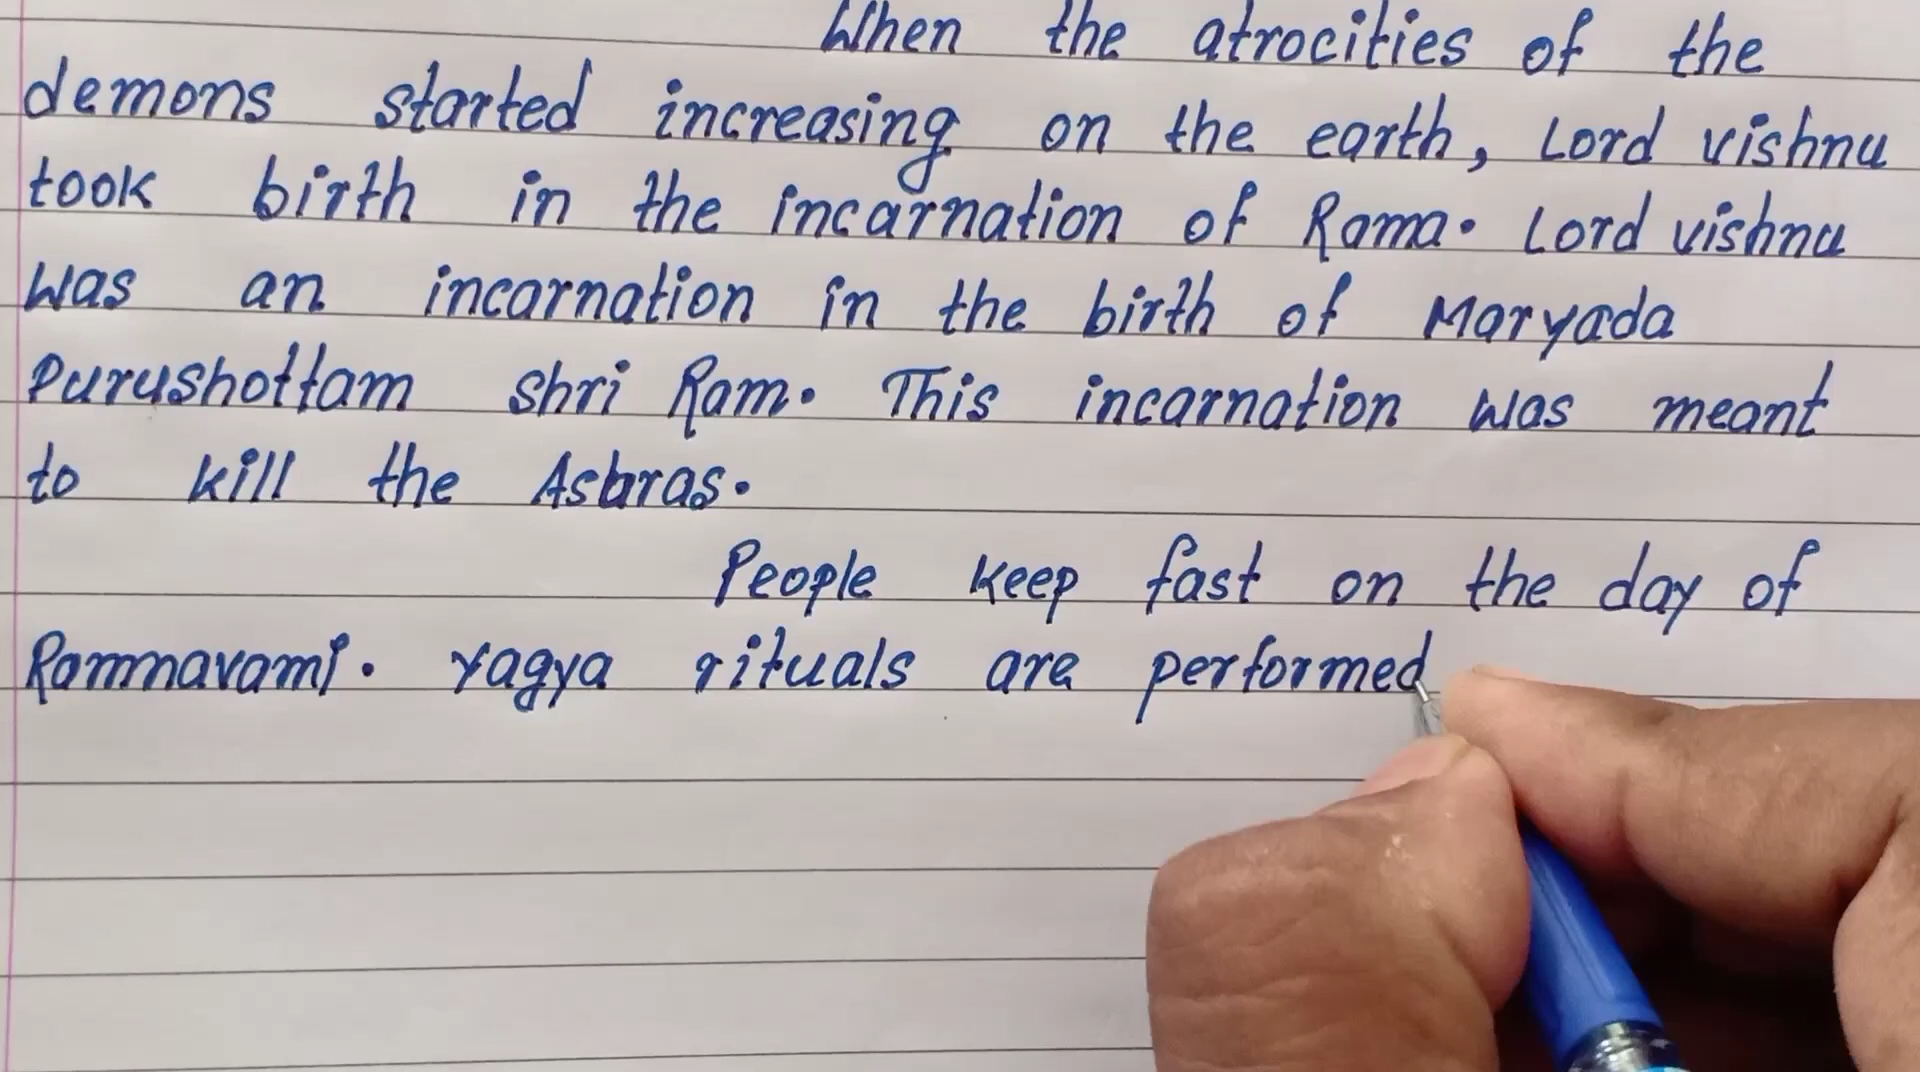 When the atrocities of the
demons started increasing on the earth, Lord vishnu
took birth in the incarnation of Rama. Lord vishnu
was an incarnation in the birth of Maryada
Purushottam shri Ram. This incarnation was meant
to kill the Asuras.
People keep fast on the day of
Ramnavami. Yagya rituals are performed